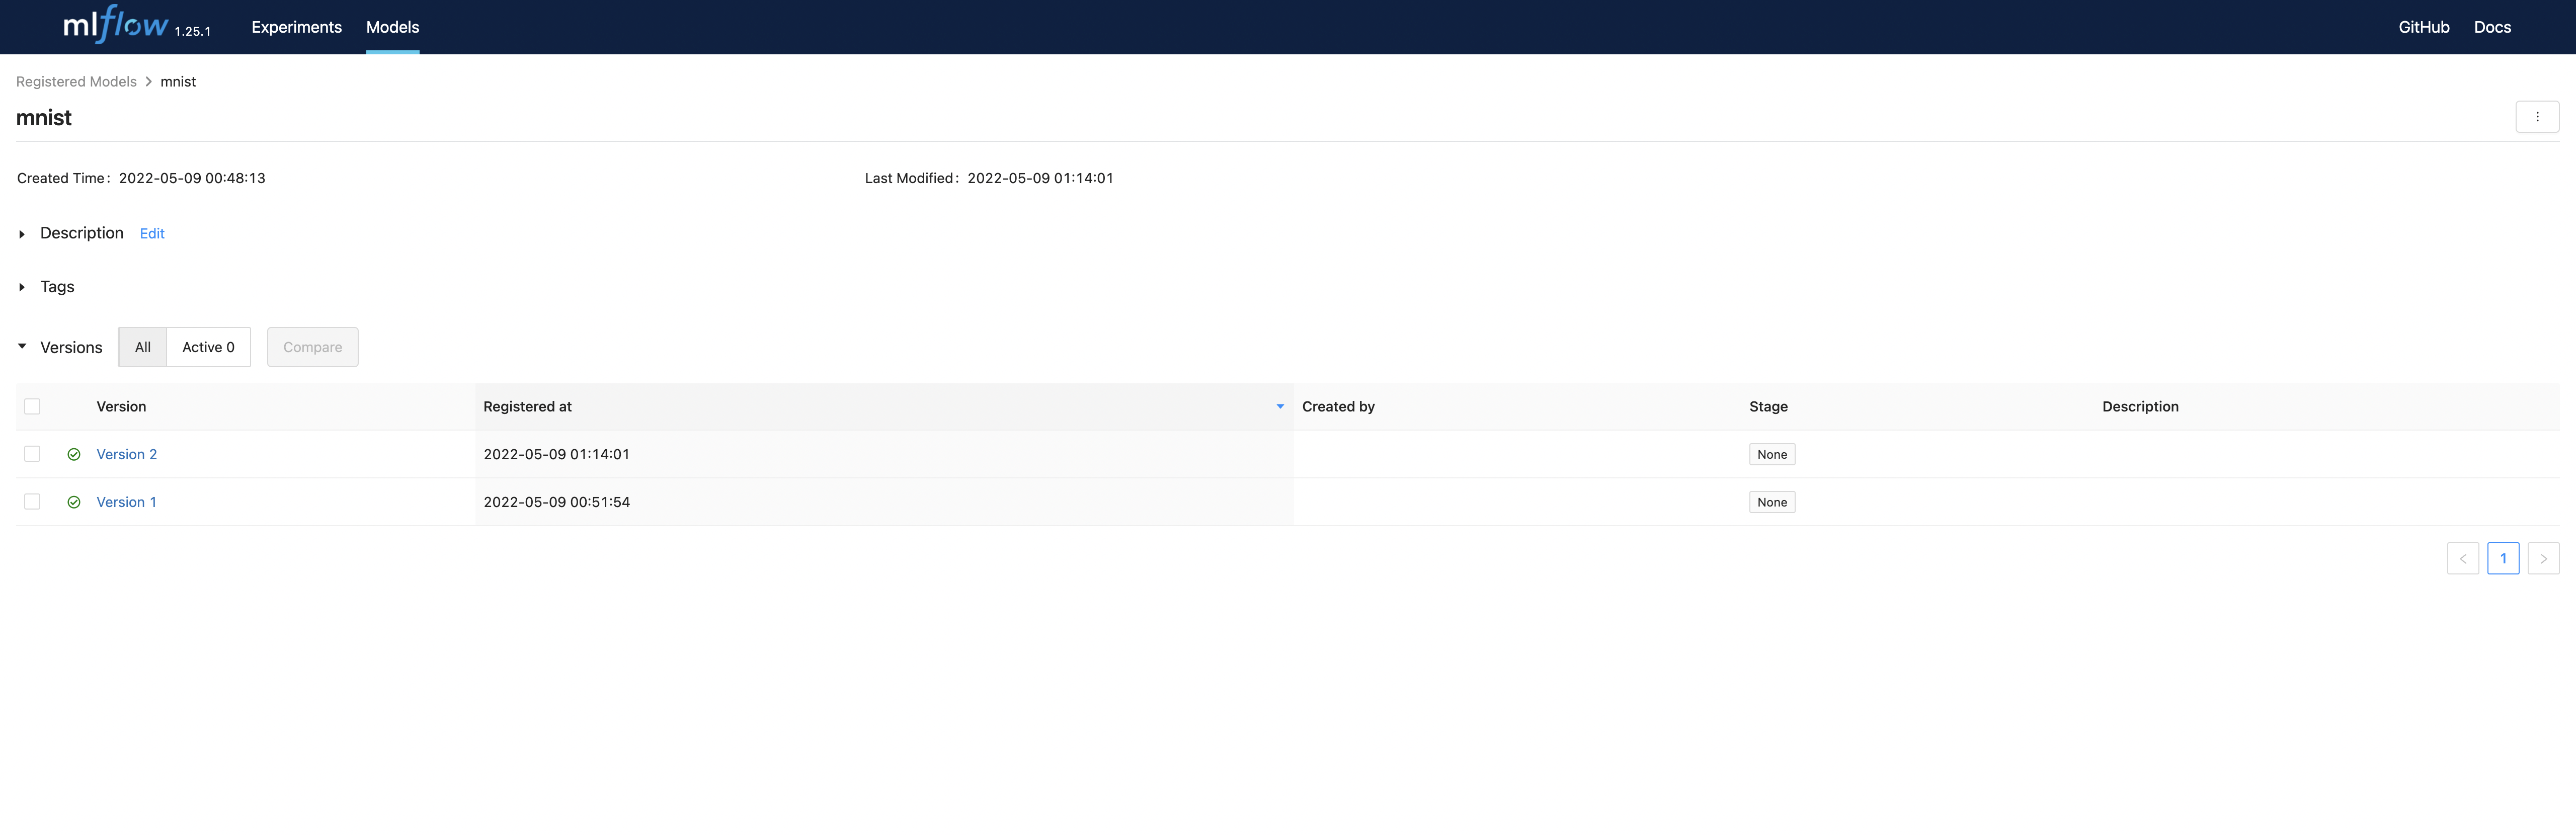 mlflow 1.25.1 Experiments Models GitHub Docs
Registered Models > mnist
mnist
Created Time: 2022-05-09 00:48:13 Last Modified: 2022-05-09 01:14:01
Description Edit
Tags
Versions All Active 0 Compare
Version Registered at Created by Stage Description
Version 2 2022-05-09 01:14:01 None
Version 1 2022-05-09 00:51:54 None
< 1 >